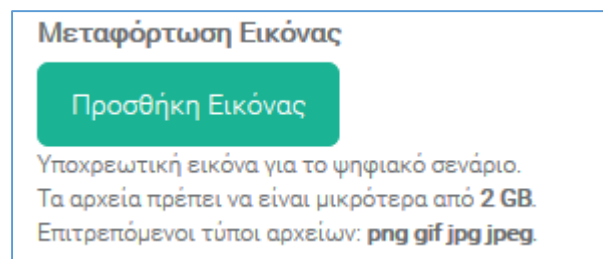 Μεταφόρτωση Εικόνας
Προσθήκη Εικόνας
Υποχρεωτική εικόνα για το ψηφιακό σενάριο.
Τα αρχεία πρέπει να είναι μικρότερα από 2 GB.
Επιτρεπόμενοι τύποι αρχείων: png gif jpg jpeg.